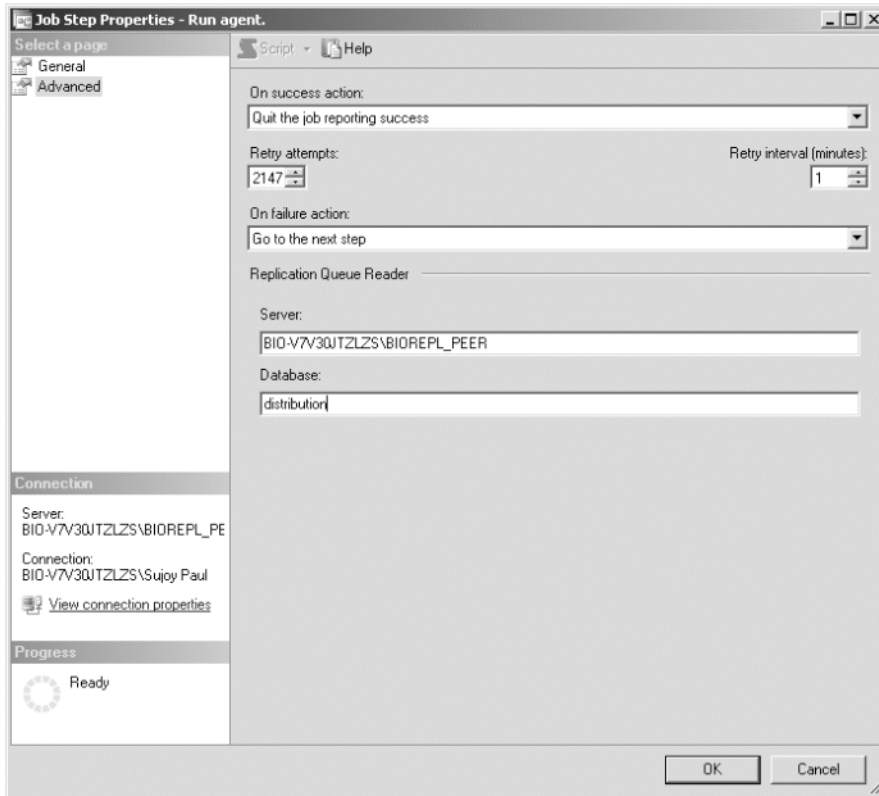 Job Step Properties - Run agent.
Select a page
General
Advanced
Script
Help
On success action:
Quit the job reporting success
Retry attempts:
Retry interval (minutes):
2147
1
On failure action:
Go to the next step
Replication Queue Reader
Server:
BIO-V7V30JTZLZS\BIOREPL_PEER
Database:
distribution
Connection
Server:
BIO-V7V30JTZLZS\BIOREPL_PE
Connection:
BIO-V7V30JTZLZS\Sujoy Paul
View connection properties
Progress
Ready
OK
Cancel